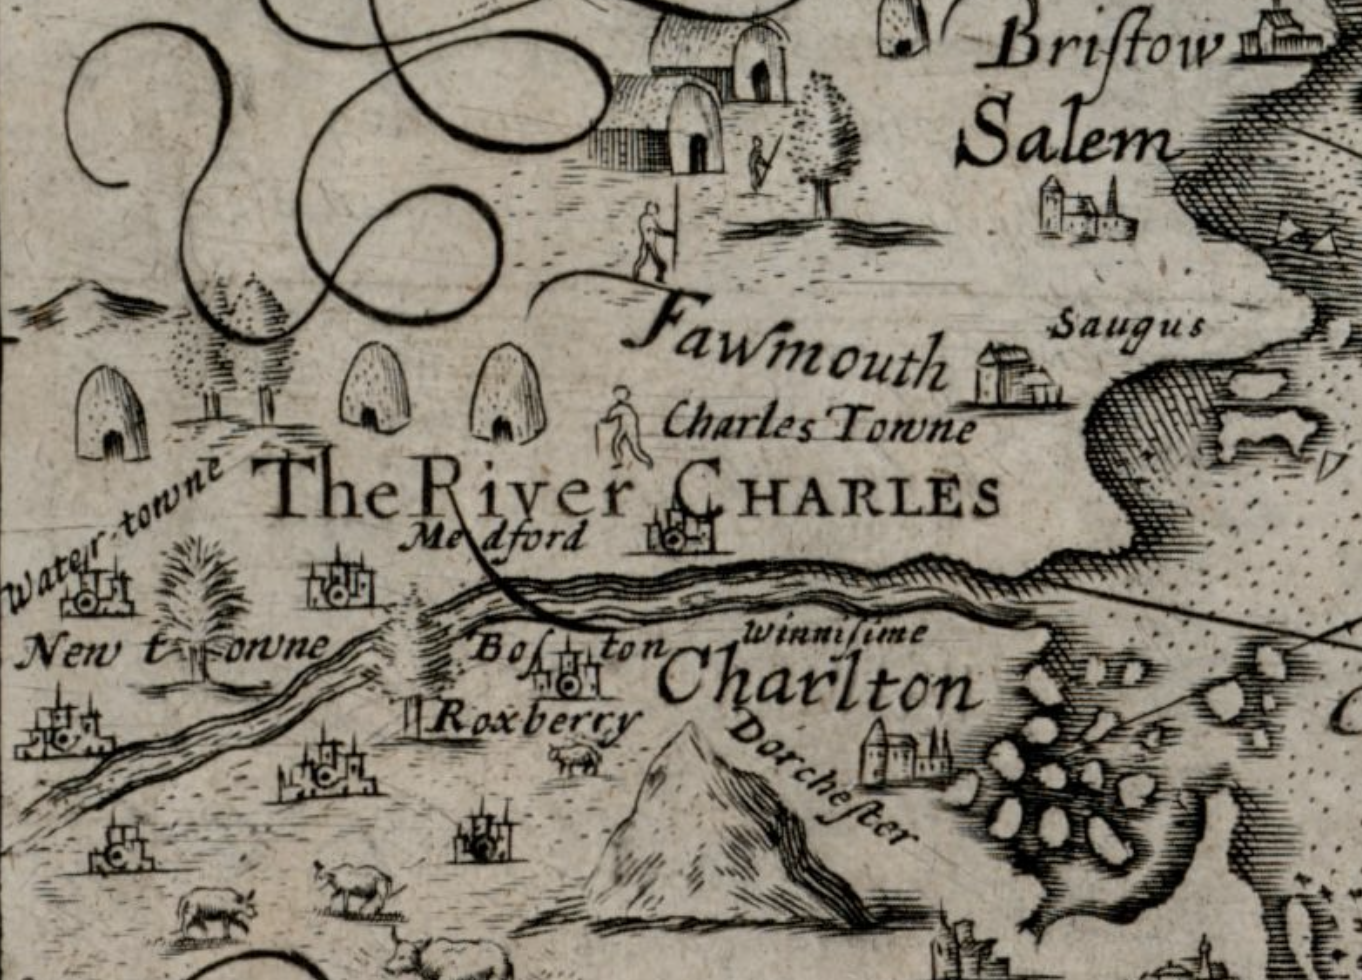 Briſtow
Salem
Saugus
Fawmouth
Charles Towne
The River CHARLES
Medford
Water-towne
New towne
Boſton
Winniſime
Charlton
Roxberry
Dorcheſter